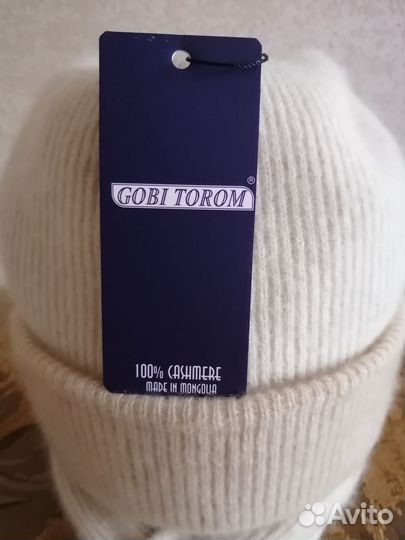 GOBI TOROM ®
100% CASHMERE
MADE IN MONGOLIA
Avito